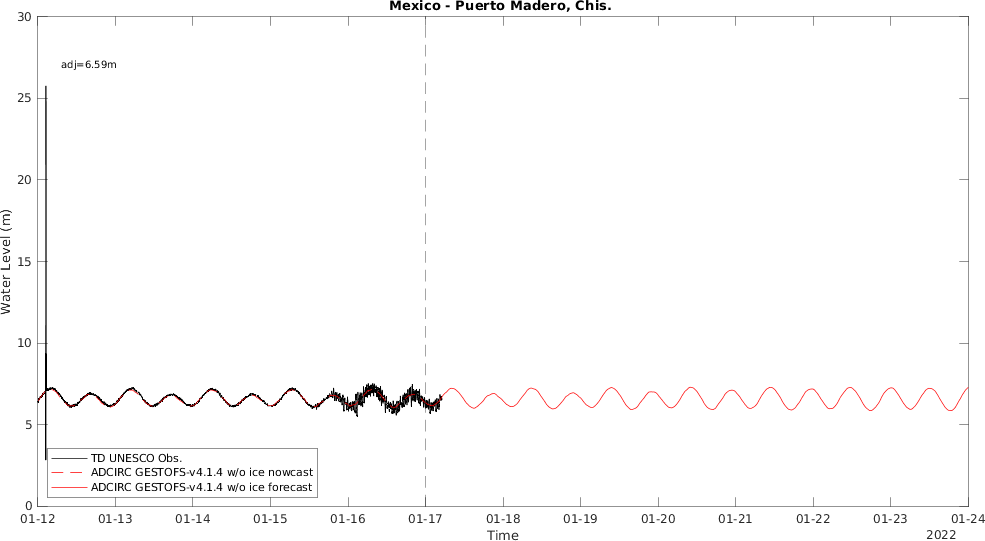 Mexico - Puerto Madero, Chis.
30
adj=6.59m
25
20
15
10
5
0
Water Level (m)
TD UNESCO Obs.
ADCIRC GESTOFS-v4.1.4 w/o ice nowcast
ADCIRC GESTOFS-v4.1.4 w/o ice forecast
01-12 01-13 01-14 01-15 01-16 01-17 01-18 01-19 01-20 01-21 01-22 01-23 01-24
Time
2022